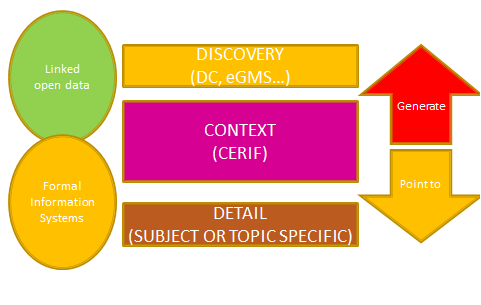 Linked
open data
DISCOVERY
(DC, eGMS...)
Generate
CONTEXT
(CERIF)
Formal
Information
Systems
Point to
DETAIL
(SUBJECT OR TOPIC SPECIFIC)